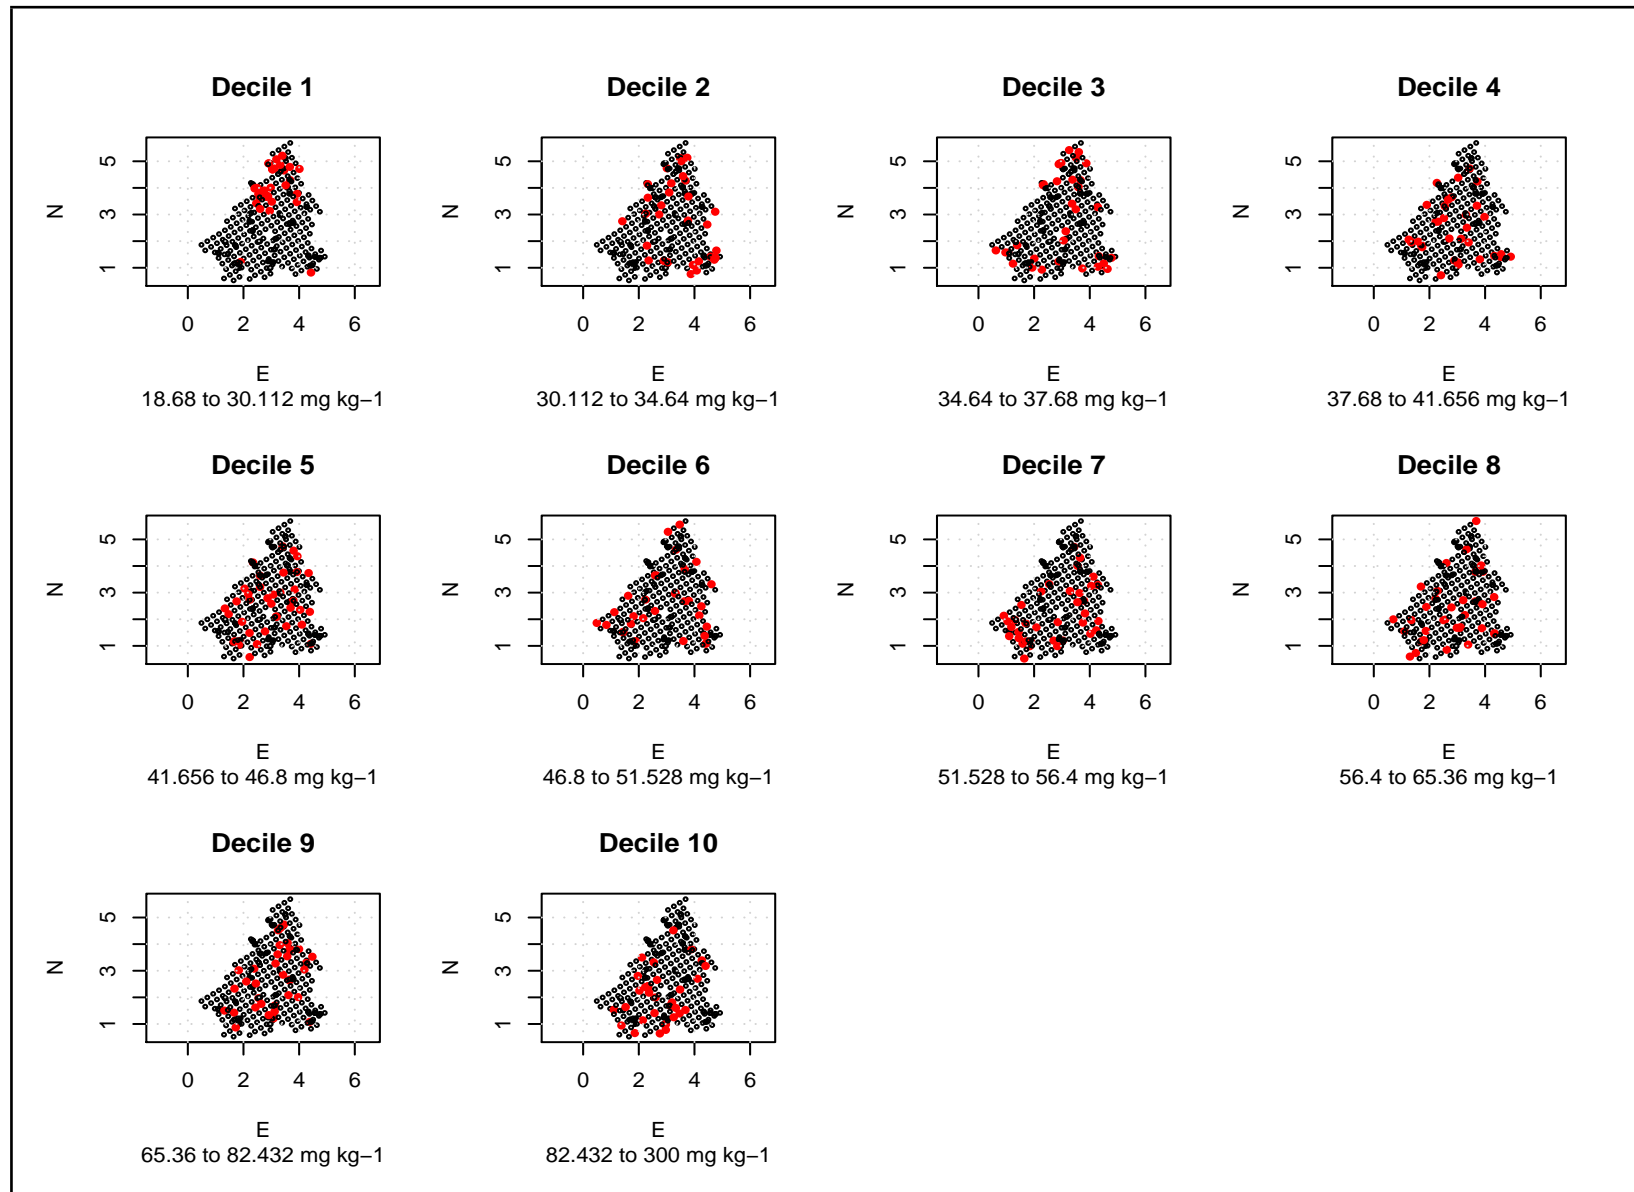 Decile 1
N
1 3 5
0 2 4 6
E
18.68 to 30.112 mg kg−1
Decile 2
N
1 3 5
0 2 4 6
E
30.112 to 34.64 mg kg−1
Decile 3
N
1 3 5
0 2 4 6
E
34.64 to 37.68 mg kg−1
Decile 4
N
1 3 5
0 2 4 6
E
37.68 to 41.656 mg kg−1
Decile 5
N
1 3 5
0 2 4 6
E
41.656 to 46.8 mg kg−1
Decile 6
N
1 3 5
0 2 4 6
E
46.8 to 51.528 mg kg−1
Decile 7
N
1 3 5
0 2 4 6
E
51.528 to 56.4 mg kg−1
Decile 8
N
1 3 5
0 2 4 6
E
56.4 to 65.36 mg kg−1
Decile 9
N
1 3 5
0 2 4 6
E
65.36 to 82.432 mg kg−1
Decile 10
N
1 3 5
0 2 4 6
E
82.432 to 300 mg kg−1